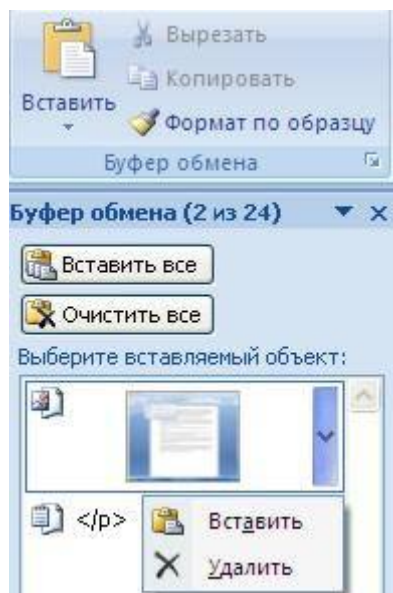 Вырезать
Копировать
Вставить
Формат по образцу
Буфер обмена
Буфер обмена (2 из 24)
Вставить все
Очистить все
Выберите вставляемый объект:
</p>
Вставить
Удалить